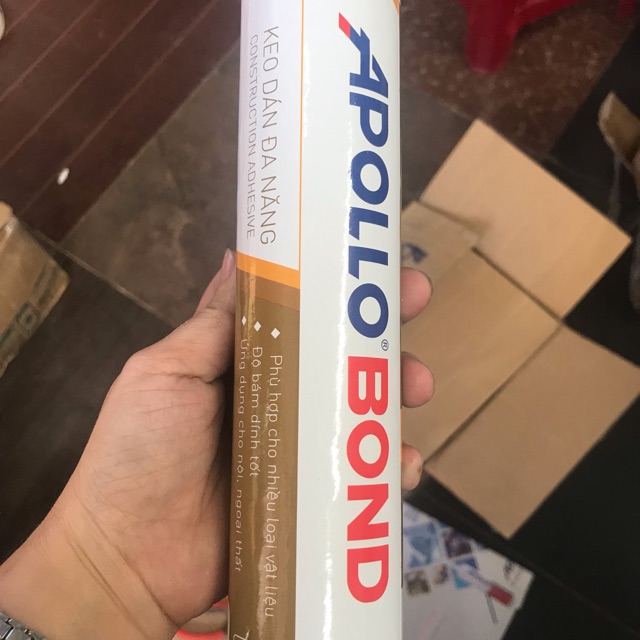 APOLLO® BOND
KEO DÁN ĐA NĂNG
CONSTRUCTION ADHESIVE
Phù hợp cho nhiều loại vật liệu
Độ bám dính tốt
Ứng dụng cho nội, ngoại thất